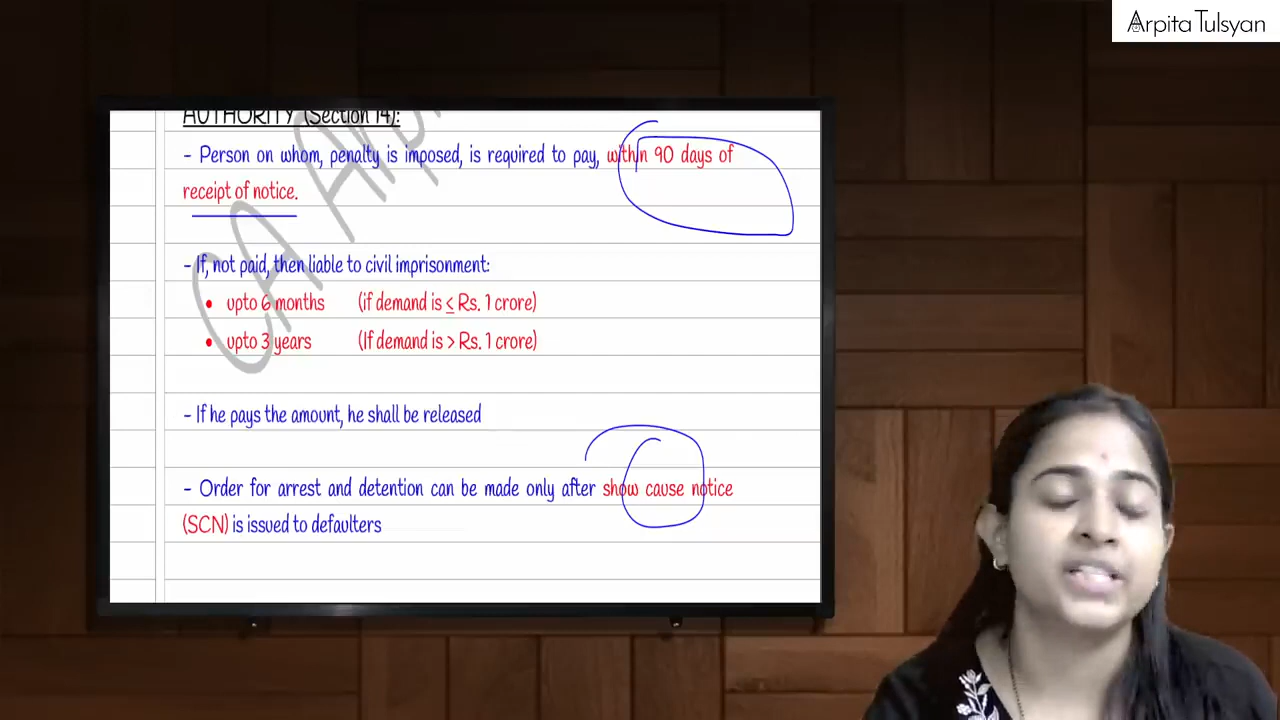 Arpita Tulsyan
AUTHORITY (Section 14):
- Person on whom, penalty is imposed, is required to pay, within 90 days of
receipt of notice.
- If, not paid, then liable to civil imprisonment:
• upto 6 months (if demand is ≤ Rs. 1 crore)
• upto 3 years (If demand is > Rs. 1 crore)
- If he pays the amount, he shall be released
- Order for arrest and detention can be made only after show cause notice
(SCN) is issued to defaulters
CA Arpi